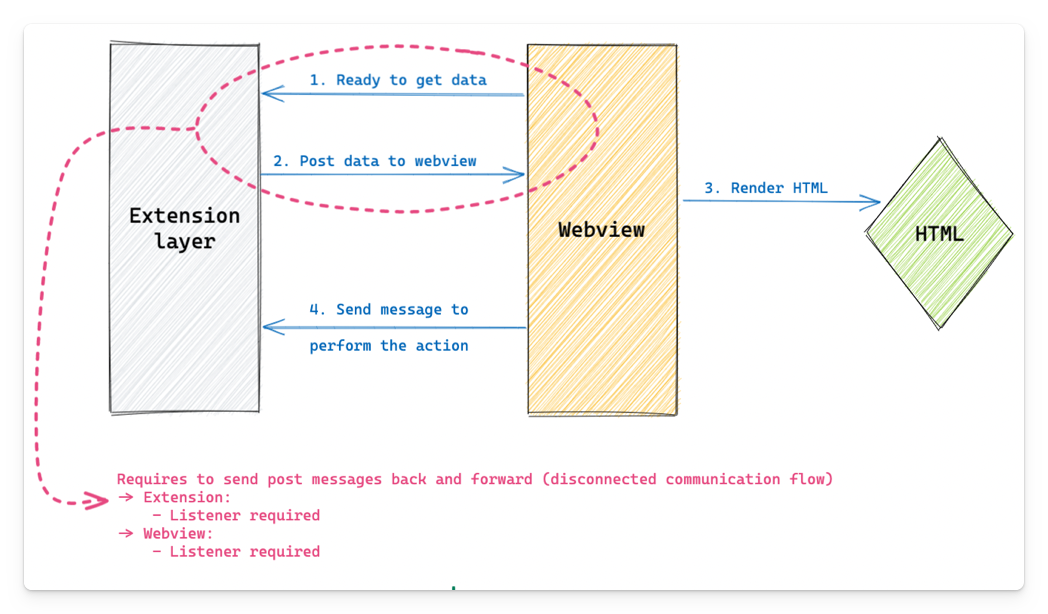 1. Ready to get data
2. Post data to webview
3. Render HTML
Extension
layer
Webview
HTML
4. Send message to
perform the action
Requires to send post messages back and forward (disconnected communication flow)
→ Extension:
- Listener required
→ Webview:
- Listener required